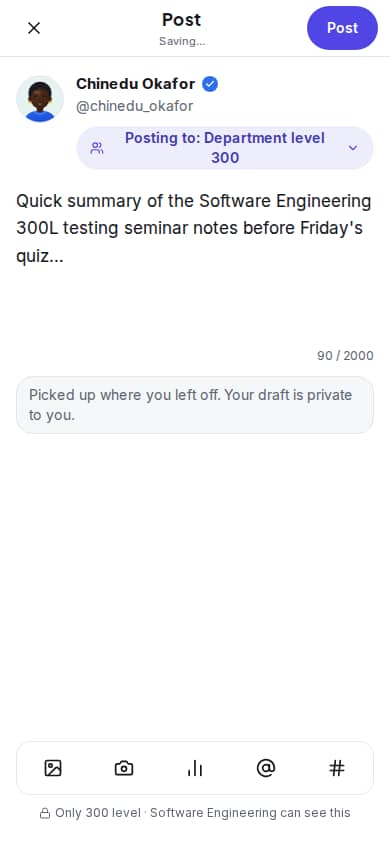 Post
Saving...
Post
Chinedu Okafor
@chinedu_okafor
Posting to: Department level
300
Quick summary of the Software Engineering
300L testing seminar notes before Friday's
quiz...
90 / 2000
Picked up where you left off. Your draft is private
to you.
Only 300 level · Software Engineering can see this